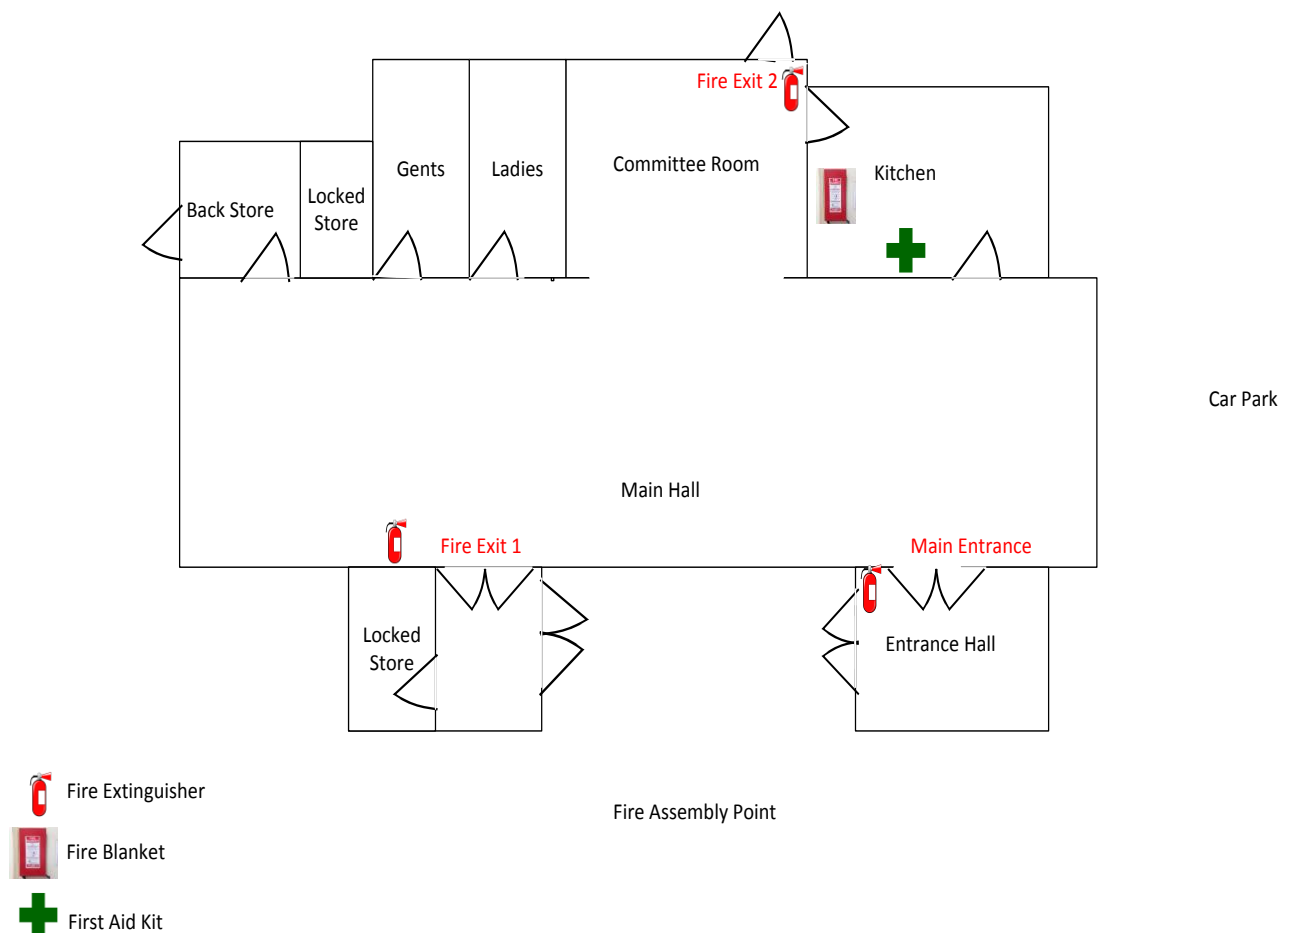 Fire Exit 2
Gents
Ladies
Committee Room
Kitchen
Back Store
Locked
Store
Car Park
Main Hall
Fire Exit 1
Main Entrance
Locked
Store
Entrance Hall
Fire Extinguisher
Fire Assembly Point
Fire Blanket
First Aid Kit